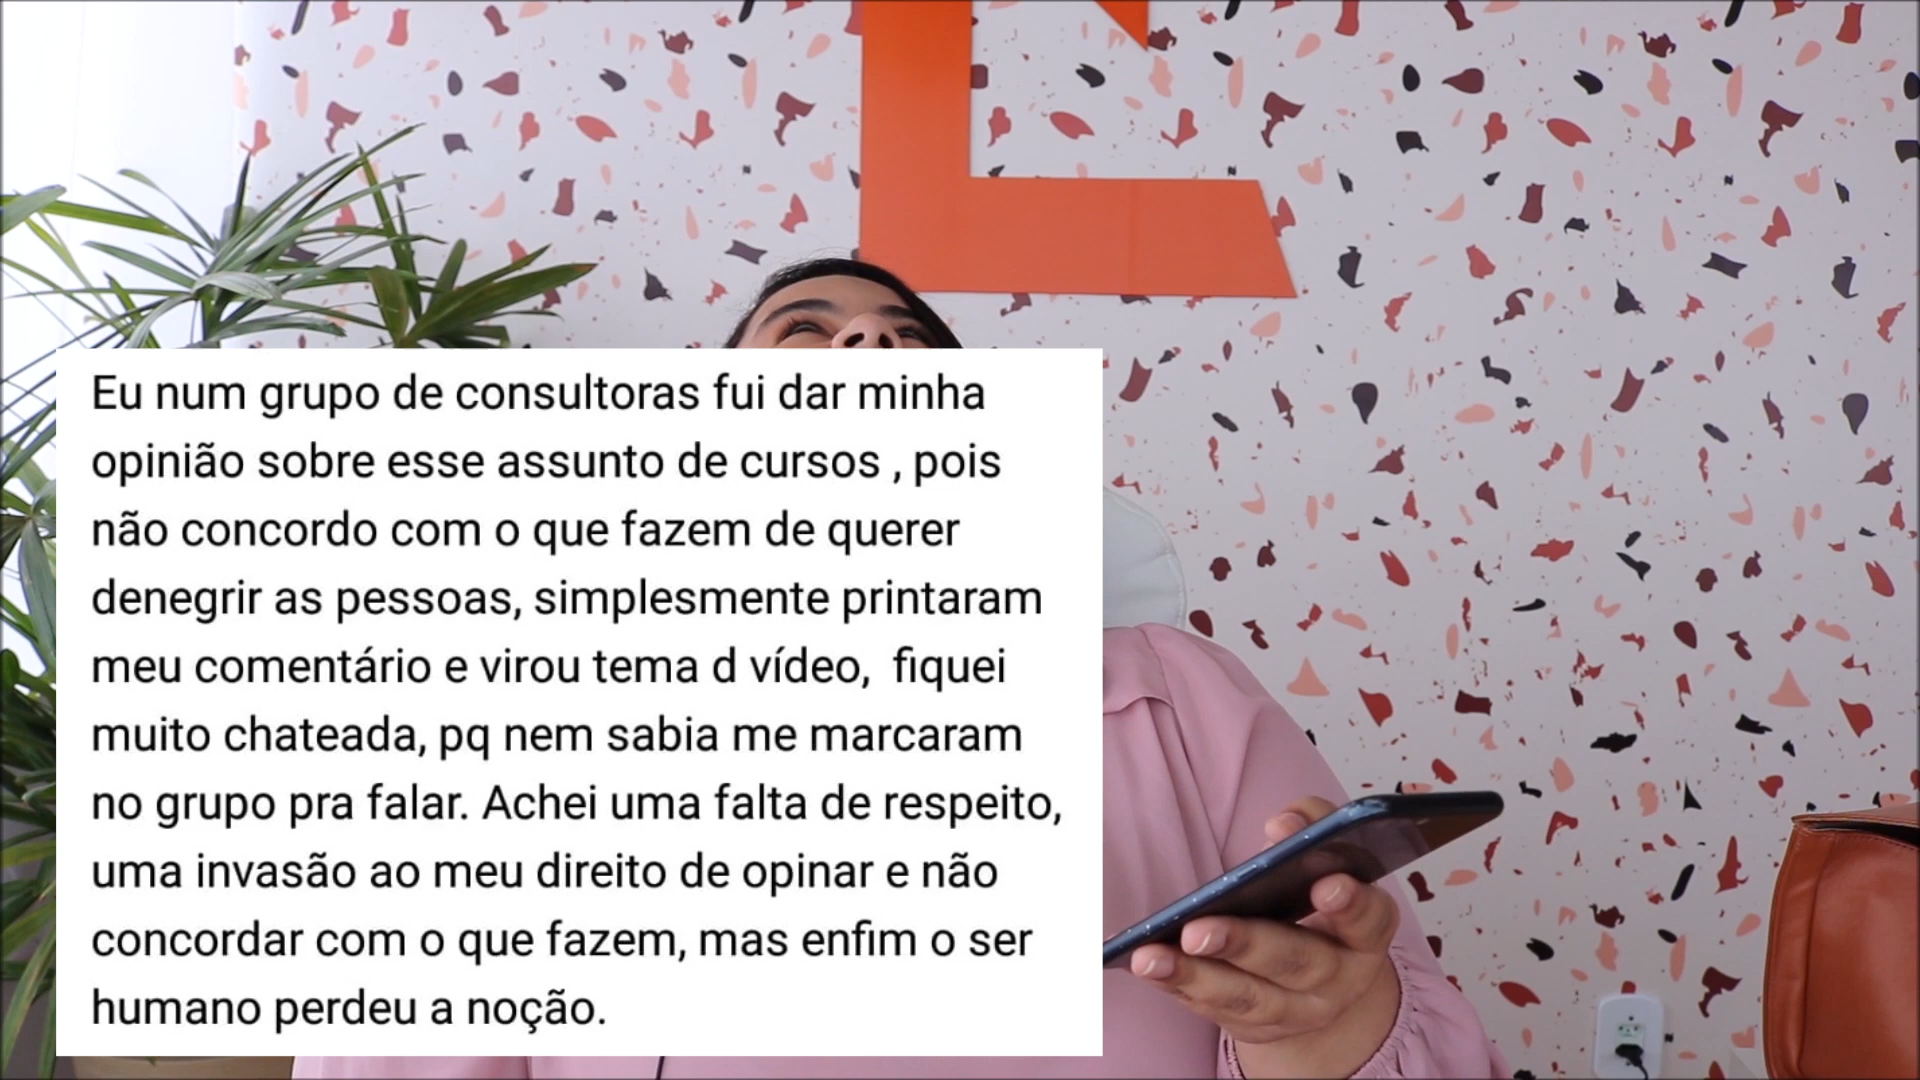 Eu num grupo de consultoras fui dar minha
opinião sobre esse assunto de cursos , pois
não concordo com o que fazem de querer
denegrir as pessoas, simplesmente printaram
meu comentário e virou tema d vídeo,  fiquei
muito chateada, pq nem sabia me marcaram
no grupo pra falar. Achei uma falta de respeito,
uma invasão ao meu direito de opinar e não
concordar com o que fazem, mas enfim o ser
humano perdeu a noção.